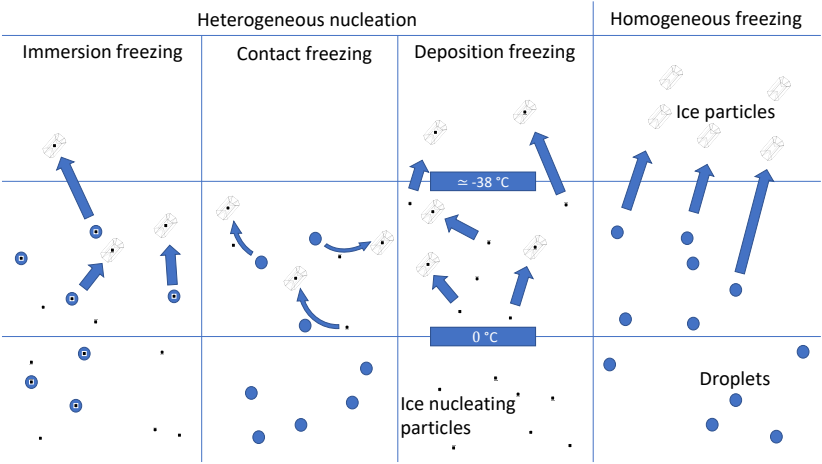 Heterogeneous nucleation
Homogeneous freezing
Immersion freezing
Contact freezing
Deposition freezing
Ice particles
≃ -38 °C
0 °C
Droplets
Ice nucleating
particles